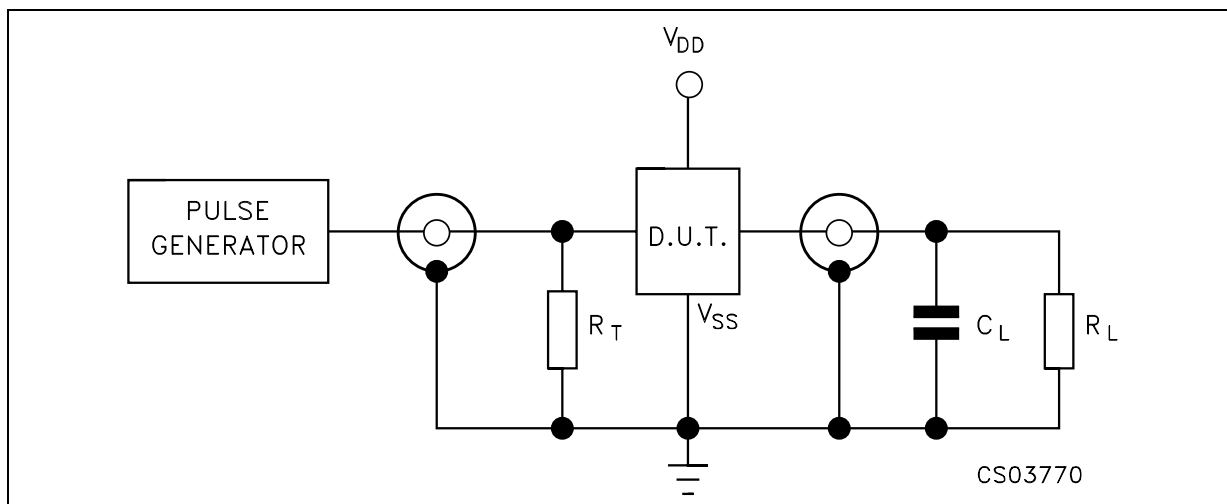 VDD
PULSE
GENERATOR
D.U.T.
VSS
RT
CL
RL
CS03770